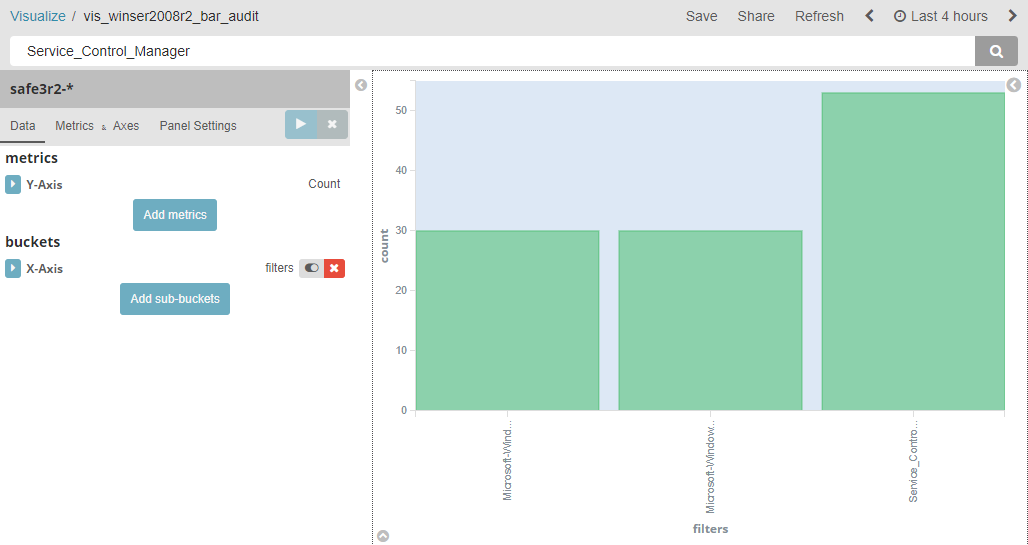 Visualize / vis_winser2008r2_bar_audit Save Share Refresh Last 4 hours
Service_Control_Manager
safe3r2-*
Data Metrics & Axes Panel Settings
metrics
Y-Axis Count
Add metrics
buckets
X-Axis filters
Add sub-buckets
50
40
30
20
10
0
count
Microsoft-Wind...
Microsoft-Window...
Service_Contro...
filters